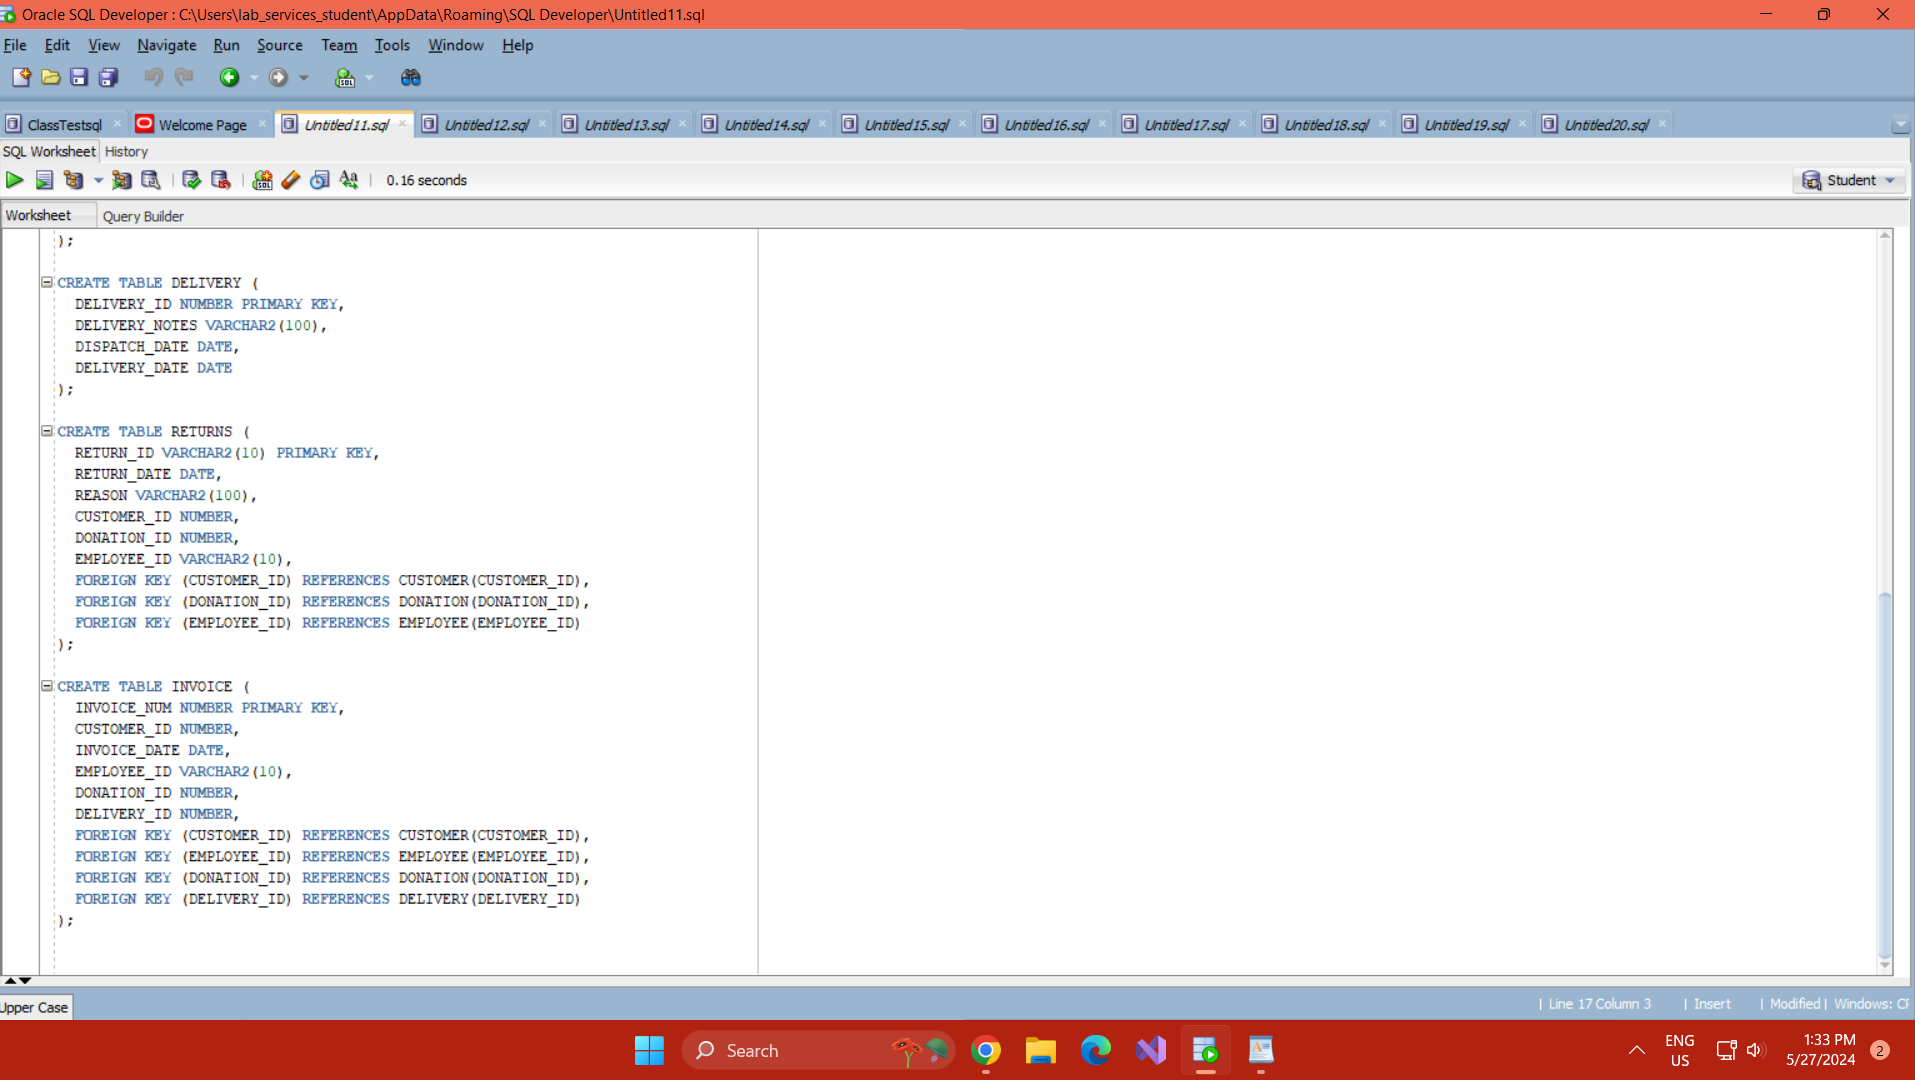 Oracle SQL Developer : C:\Users\lab_services_student\AppData\Roaming\SQL Developer\Untitled11.sql
File Edit View Navigate Run Source Team Tools Window Help
ClassTestsql Welcome Page Untitled11.sql Untitled12.sql Untitled13.sql Untitled14.sql Untitled15.sql Untitled16.sql Untitled17.sql Untitled18.sql Untitled19.sql Untitled20.sql
SQL Worksheet History
0.16 seconds Student
Worksheet Query Builder
);
CREATE TABLE DELIVERY (
DELIVERY_ID NUMBER PRIMARY KEY,
DELIVERY_NOTES VARCHAR2(100),
DISPATCH_DATE DATE,
DELIVERY_DATE DATE
);
CREATE TABLE RETURNS (
RETURN_ID VARCHAR2(10) PRIMARY KEY,
RETURN_DATE DATE,
REASON VARCHAR2(100),
CUSTOMER_ID NUMBER,
DONATION_ID NUMBER,
EMPLOYEE_ID VARCHAR2(10),
FOREIGN KEY (CUSTOMER_ID) REFERENCES CUSTOMER(CUSTOMER_ID),
FOREIGN KEY (DONATION_ID) REFERENCES DONATION(DONATION_ID),
FOREIGN KEY (EMPLOYEE_ID) REFERENCES EMPLOYEE(EMPLOYEE_ID)
);
CREATE TABLE INVOICE (
INVOICE_NUM NUMBER PRIMARY KEY,
CUSTOMER_ID NUMBER,
INVOICE_DATE DATE,
EMPLOYEE_ID VARCHAR2(10),
DONATION_ID NUMBER,
DELIVERY_ID NUMBER,
FOREIGN KEY (CUSTOMER_ID) REFERENCES CUSTOMER(CUSTOMER_ID),
FOREIGN KEY (EMPLOYEE_ID) REFERENCES EMPLOYEE(EMPLOYEE_ID),
FOREIGN KEY (DONATION_ID) REFERENCES DONATION(DONATION_ID),
FOREIGN KEY (DELIVERY_ID) REFERENCES DELIVERY(DELIVERY_ID)
);
Upper Case | Line 17 Column 3 | Insert | Modified | Windows:
Search ENG US 1:33 PM 5/27/2024 2